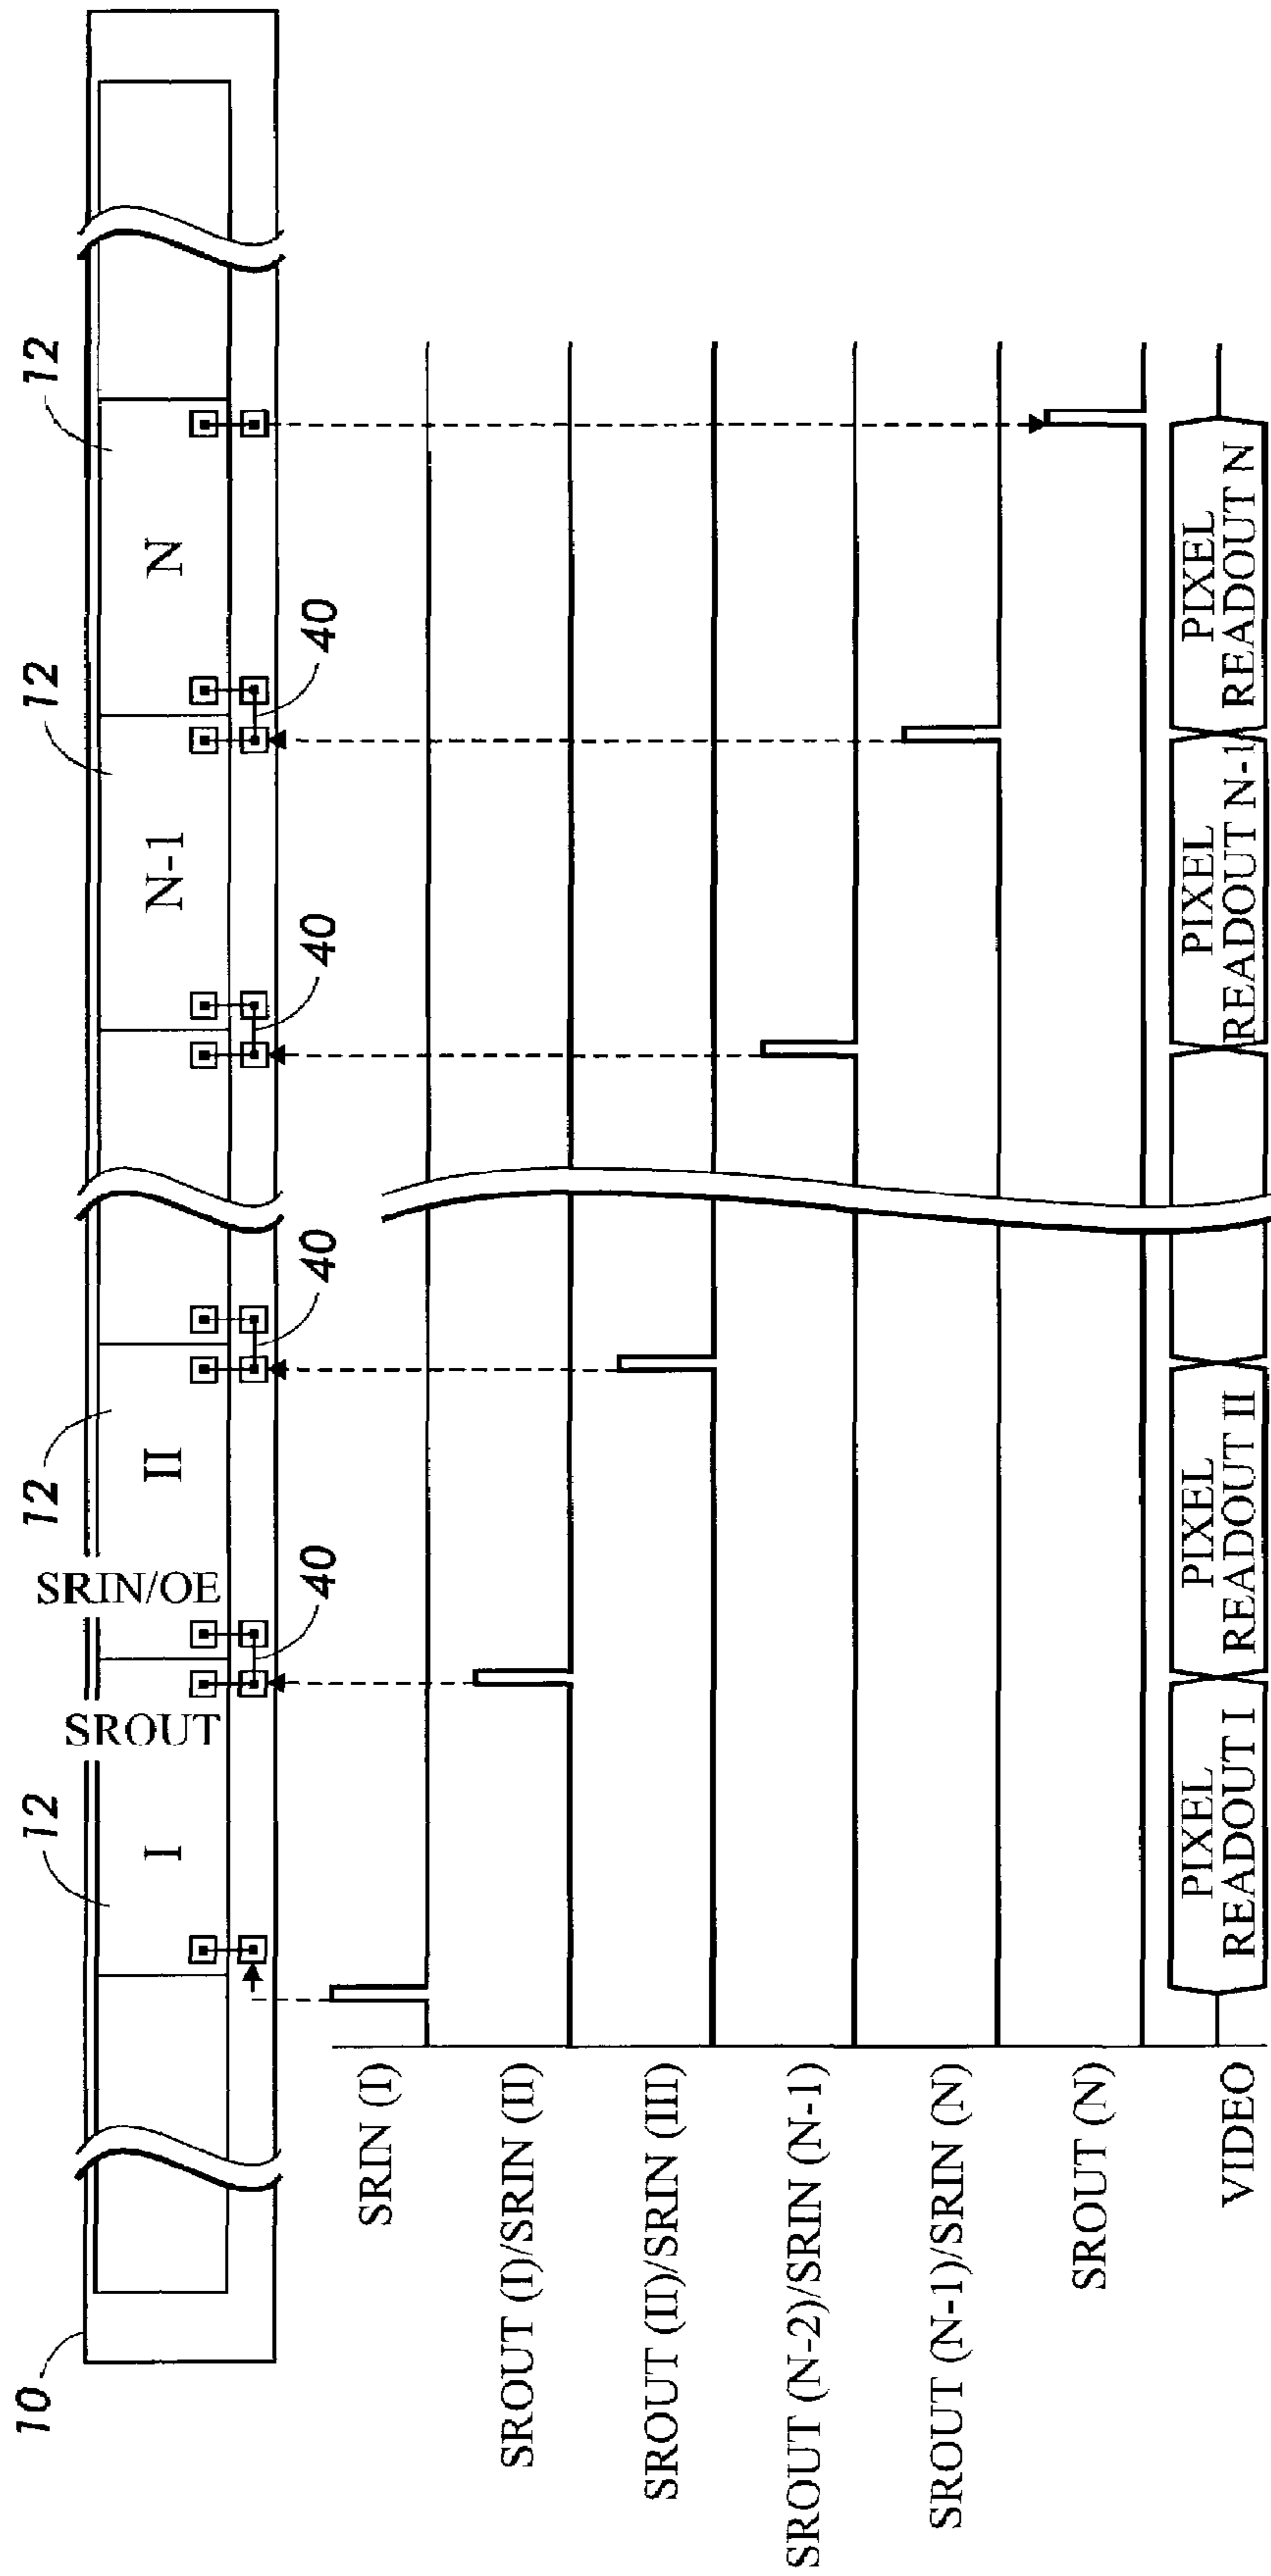 10
12
12
12
12
I
II
N-1
N
SROUT
SRIN/OE
40
40
40
40
SRIN (I)
SROUT (I)/SRIN (II)
SROUT (II)/SRIN (III)
SROUT (N-2)/SRIN (N-1)
SROUT (N-1)/SRIN (N)
SROUT (N)
VIDEO
PIXEL
READOUT I
PIXEL
READOUT II
PIXEL
READOUT N-1
PIXEL
READOUT N